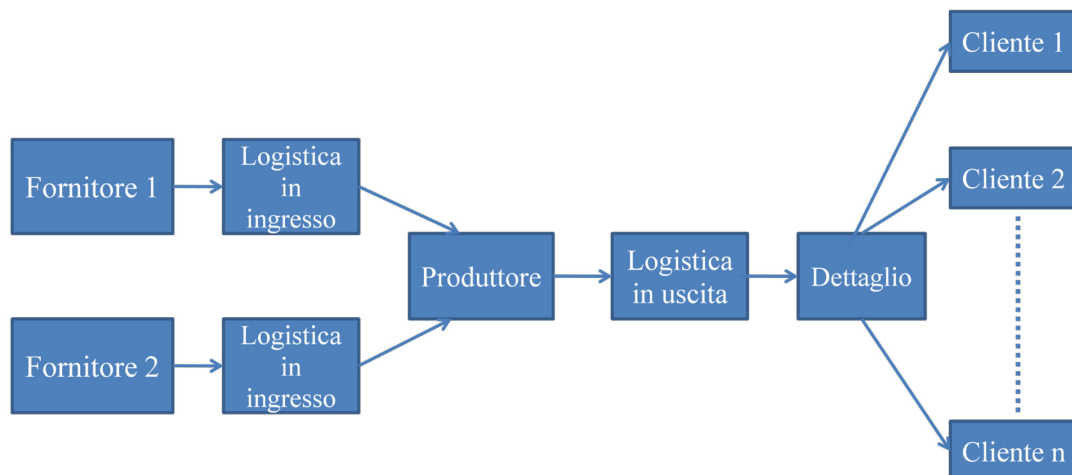 Fornitore 1
Logistica
in
ingresso
Fornitore 2
Logistica
in
ingresso
Produttore
Logistica
in uscita
Dettaglio
Cliente 1
Cliente 2
Cliente n